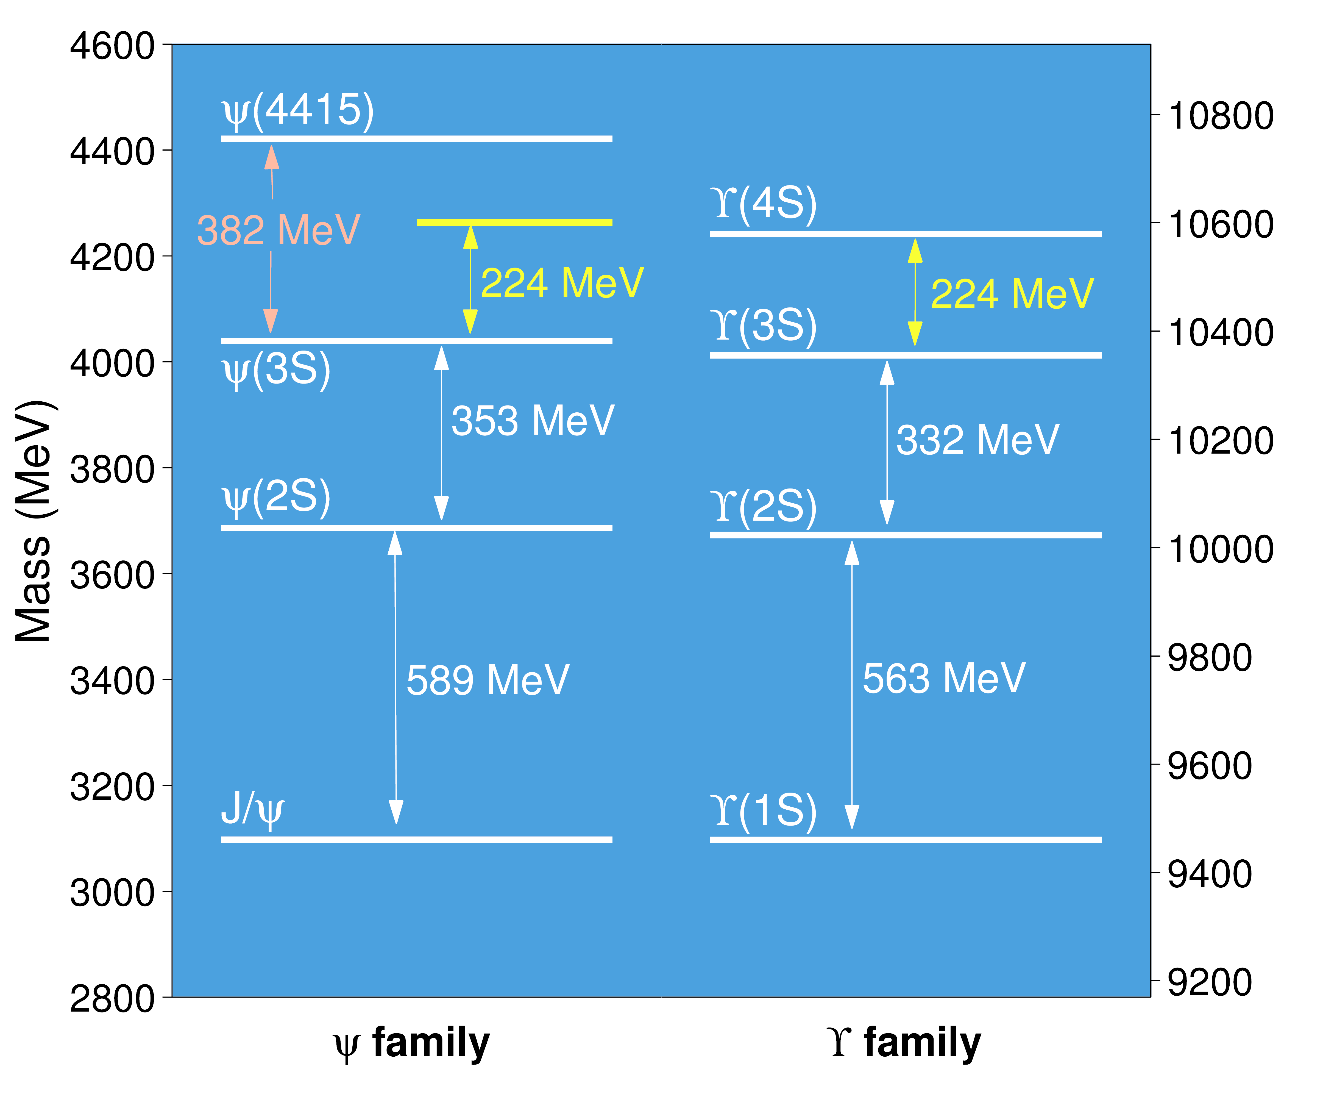 Mass (MeV)
4600
4400
4200
4000
3800
3600
3400
3200
3000
2800
ψ(4415)
382 MeV
224 MeV
ψ(3S)
353 MeV
ψ(2S)
589 MeV
J/ψ
ϒ(4S)
224 MeV
ϒ(3S)
332 MeV
ϒ(2S)
563 MeV
ϒ(1S)
10800
10600
10400
10200
10000
9800
9600
9400
9200
ψ family
ϒ family